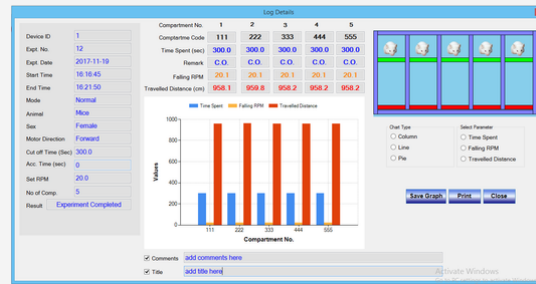 Log Details
Device ID 1
Expt. No. 12
Expt. Date 2017-11-19
Start Time 16:16:45
End Time 16:21:50
Mode Normal
Animal Mice
Sex Female
Motor Direction Forward
Cut off Time (Sec) 300.0
Acc. Time (sec) 0
Set RPM 20.0
No of Comp. 5
Result Experiment Completed
Compartment No. 1 2 3 4 5
Comptartme Code 111 222 333 444 555
Time Spent (sec) 300.0 300.0 300.0 300.0 300.0
Remark C.O. C.O. C.O. C.O. C.O.
Falling RPM 20.1 20.1 20.1 20.1 20.1
Travelled Distance (cm) 958.1 959.8 958.2 958.2 958.2
Time Spent Falling RPM Travelled Distance
Values
1000
800
600
400
200
0
111 222 333 444 555
Compartment No.
Comments add comments here
Title add title here
Chart Type
Column
Line
Pie
Select Parameter
Time Spent
Falling RPM
Travelled Distance
Save Graph Print Close
Activate Windows